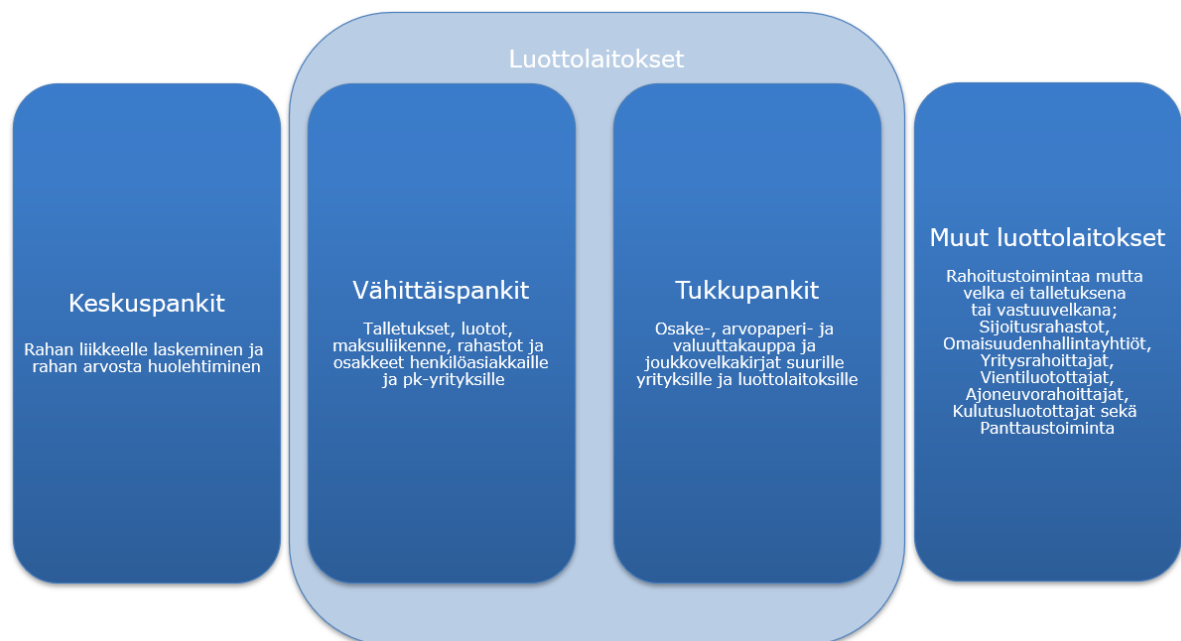 Luottolaitokset
Keskuspankit
Rahan liikkeelle laskeminen ja
rahan arvosta huolehtiminen
Vähittäispankit
Talletukset, luotot,
maksuliikenne, rahastot ja
osakkeet henkilöasiakkaille
ja pk-yrityksille
Tukkupankit
Osake-, arvopaperi- ja
valuuttakauppa ja
joukkovelkakirjat suurille
yrityksille ja luottolaitoksille
Muut luottolaitokset
Rahoitustoimintaa mutta
velka ei talletuksena
tai vastuuvelkana;
Sijoitusrahastot,
Omaisuudenhallintayhtiöt,
Yritysrahoittajat,
Vientiluotottajat,
Ajoneuvorahoittajat,
Kulutusluotottajat sekä
Panttaustoiminta